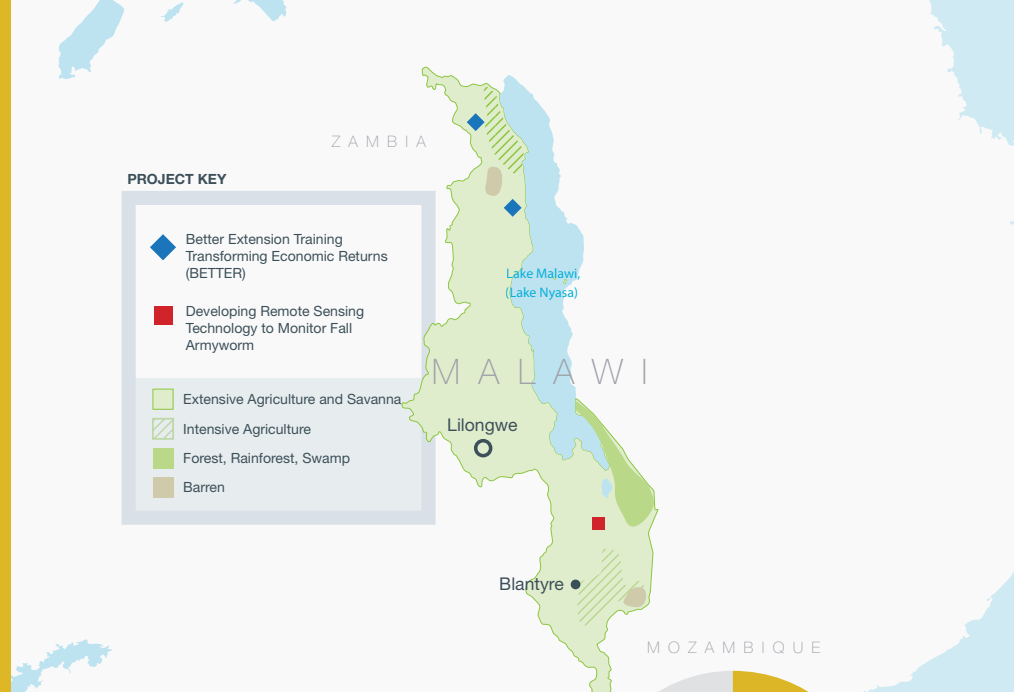 ZAMBIA
PROJECT KEY
Better Extension Training
Transforming Economic Returns
(BETTER)
Developing Remote Sensing
Technology to Monitor Fall
Armyworm
Extensive Agriculture and Savanna
Intensive Agriculture
Forest, Rainforest, Swamp
Barren
Lake Malawi,
(Lake Nyasa)
MALAWI
Lilongwe
Blantyre
MOZAMBIQUE